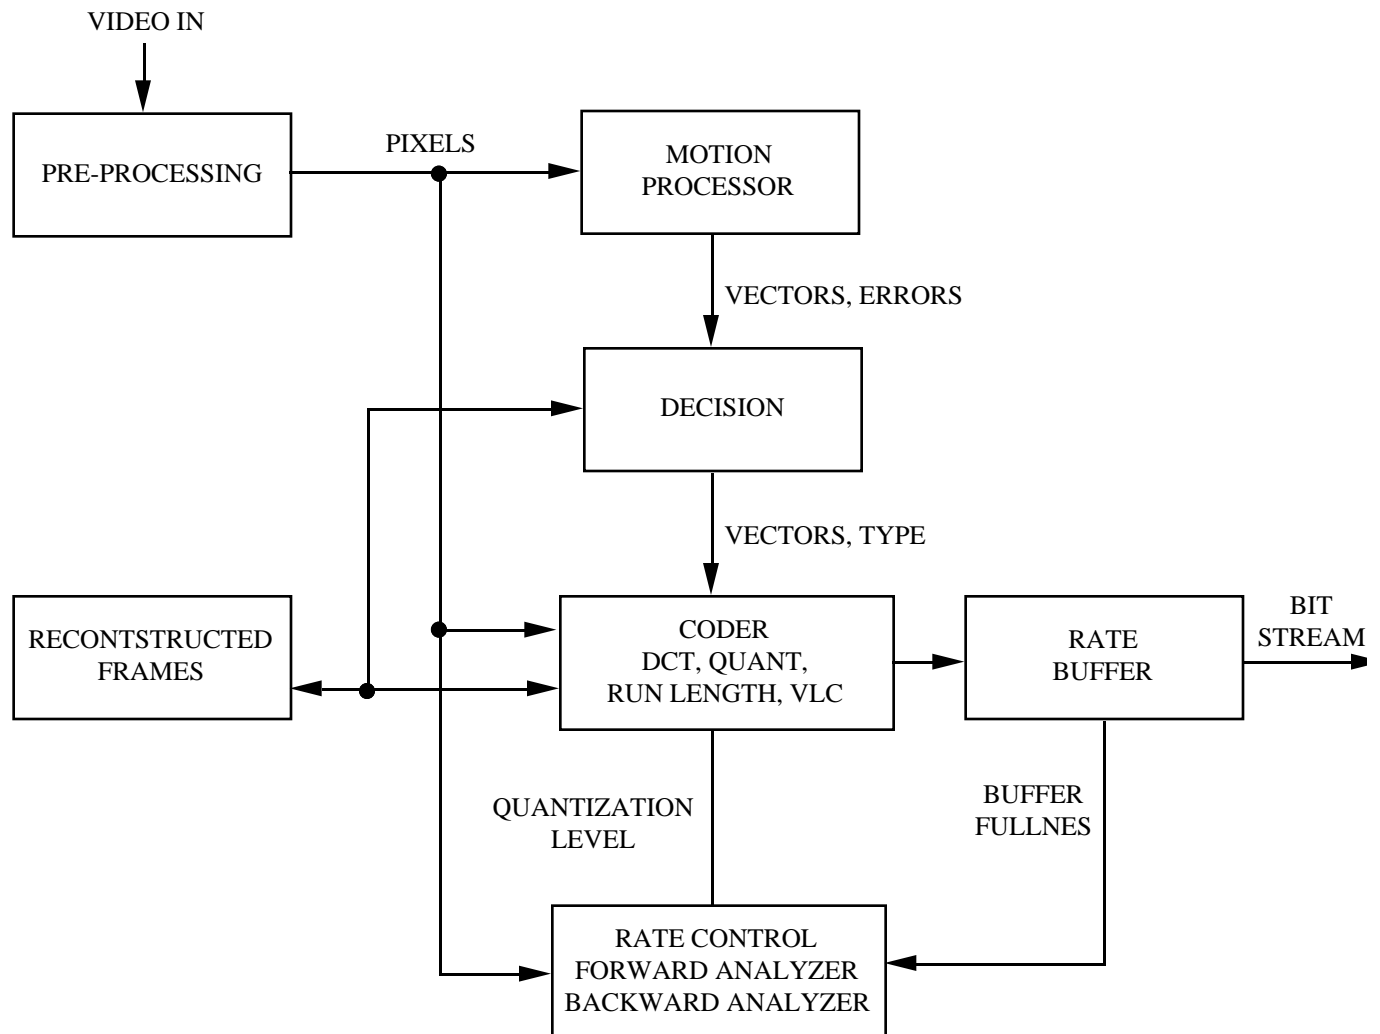 VIDEO IN
PRE-PROCESSING
PIXELS
MOTION
PROCESSOR
VECTORS, ERRORS
DECISION
VECTORS, TYPE
RECONTSTRUCTED
FRAMES
CODER
DCT, QUANT,
RUN LENGTH, VLC
RATE
BUFFER
BIT
STREAM
QUANTIZATION
LEVEL
BUFFER
FULLNES
RATE CONTROL
FORWARD ANALYZER
BACKWARD ANALYZER